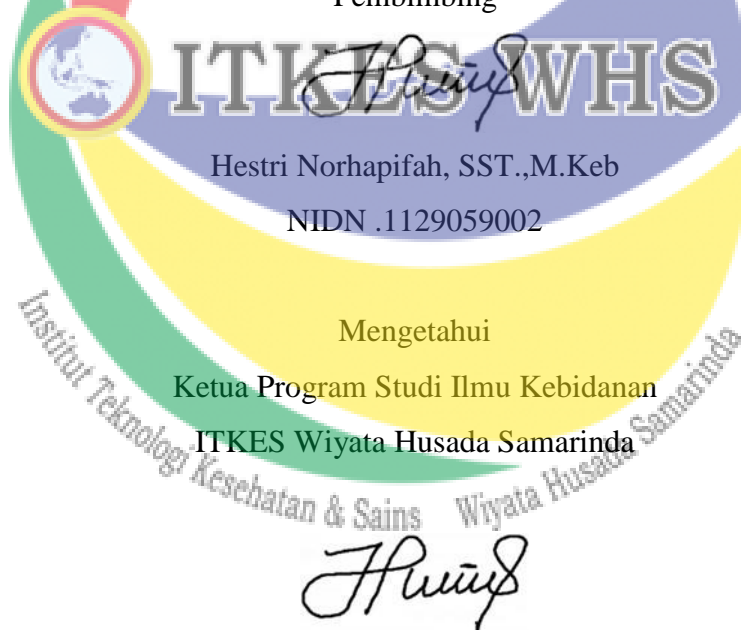 Pembimbing
ITKES WHS
Hestri Norhapifah, SST.,M.Keb
NIDN .1129059002
Mengetahui
Ketua Program Studi Ilmu Kebidanan
ITKES Wiyata Husada Samarinda
Institut Teknologi Kesehatan & Sains Wiyata Husada Samarinda